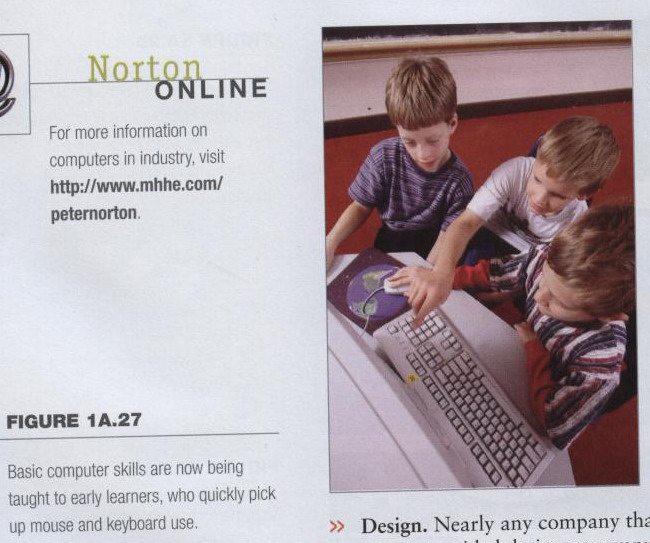 Norton
ONLINE
For more information on
computers in industry, visit
http://www.mhhe.com/
peternorton.
FIGURE 1A.27
Basic computer skills are now being
taught to early learners, who quickly pick
up mouse and keyboard use.
» Design. Nearly any company tha